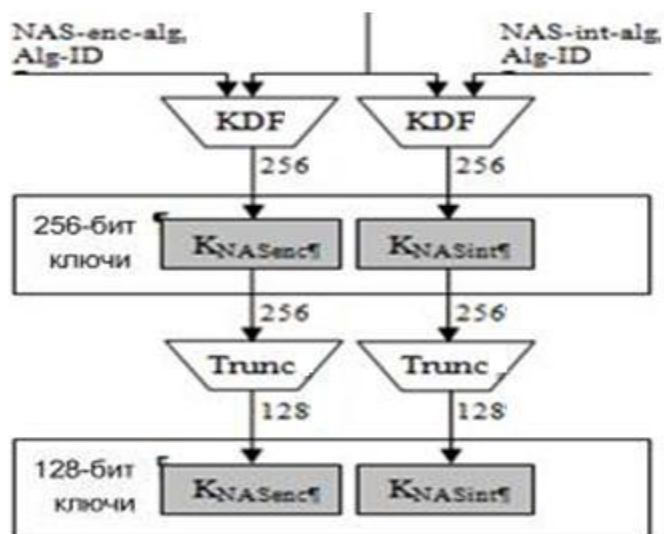 NAS-enc-alg,
Alg-ID
NAS-int-alg,
Alg-ID
KDF
KDF
256
256
256-бит
ключи
KNASenc¶
KNASint¶
256
256
Trunc
Trunc
128
128
128-бит
ключи
KNASenc¶
KNASint¶